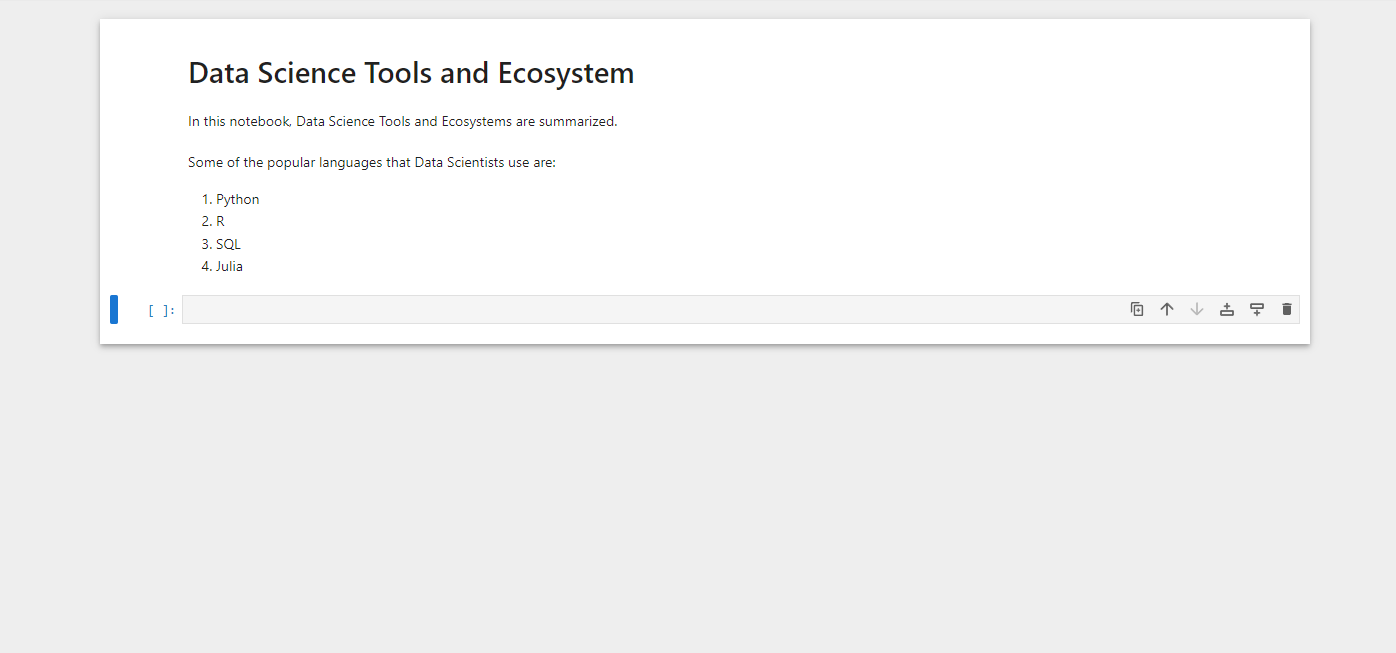 Data Science Tools and Ecosystem
In this notebook, Data Science Tools and Ecosystems are summarized.
Some of the popular languages that Data Scientists use are:
1. Python
2. R
3. SQL
4. Julia
[ ]: